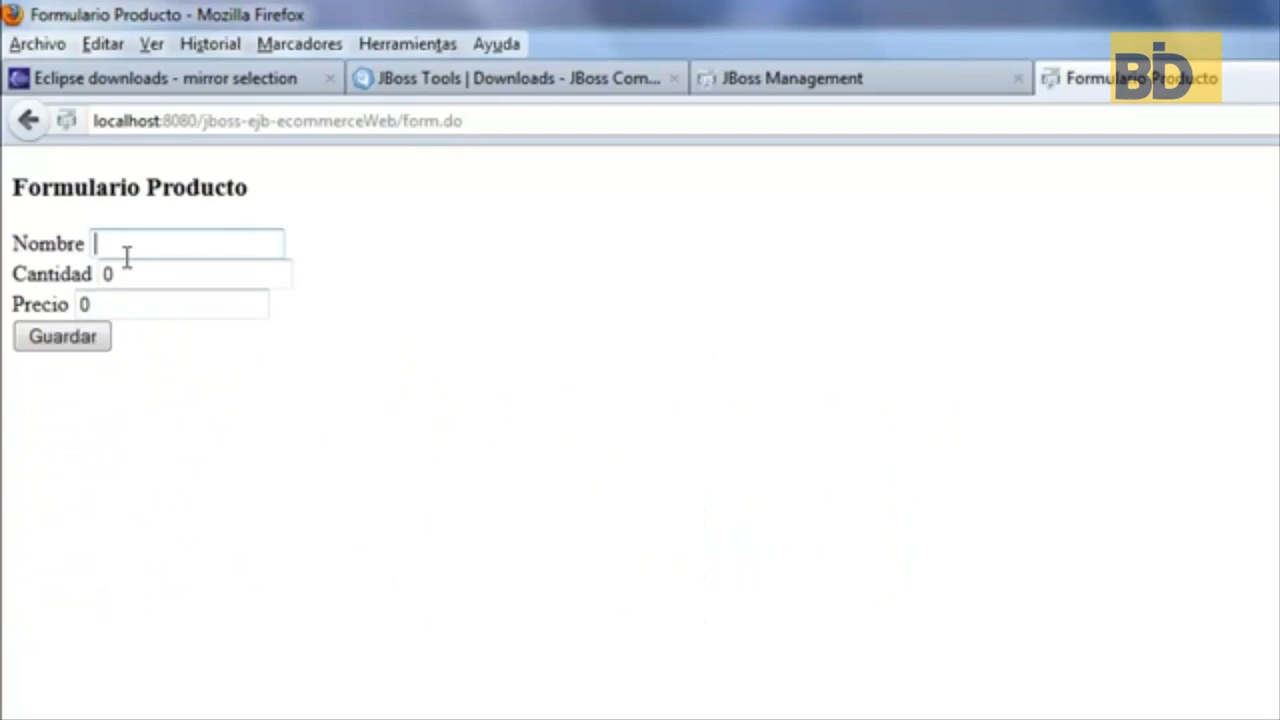 Formulario Producto - Mozilla Firefox
Archivo Editar Ver Historial Marcadores Herramientas Ayuda
Eclipse downloads - mirror selection × JBoss Tools | Downloads - JBoss Com... × JBoss Management × Formulario Producto
BD
localhost:8080/jboss-ejb-ecommerceWeb/form.do
Formulario Producto
Nombre
Cantidad 0
Precio 0
Guardar